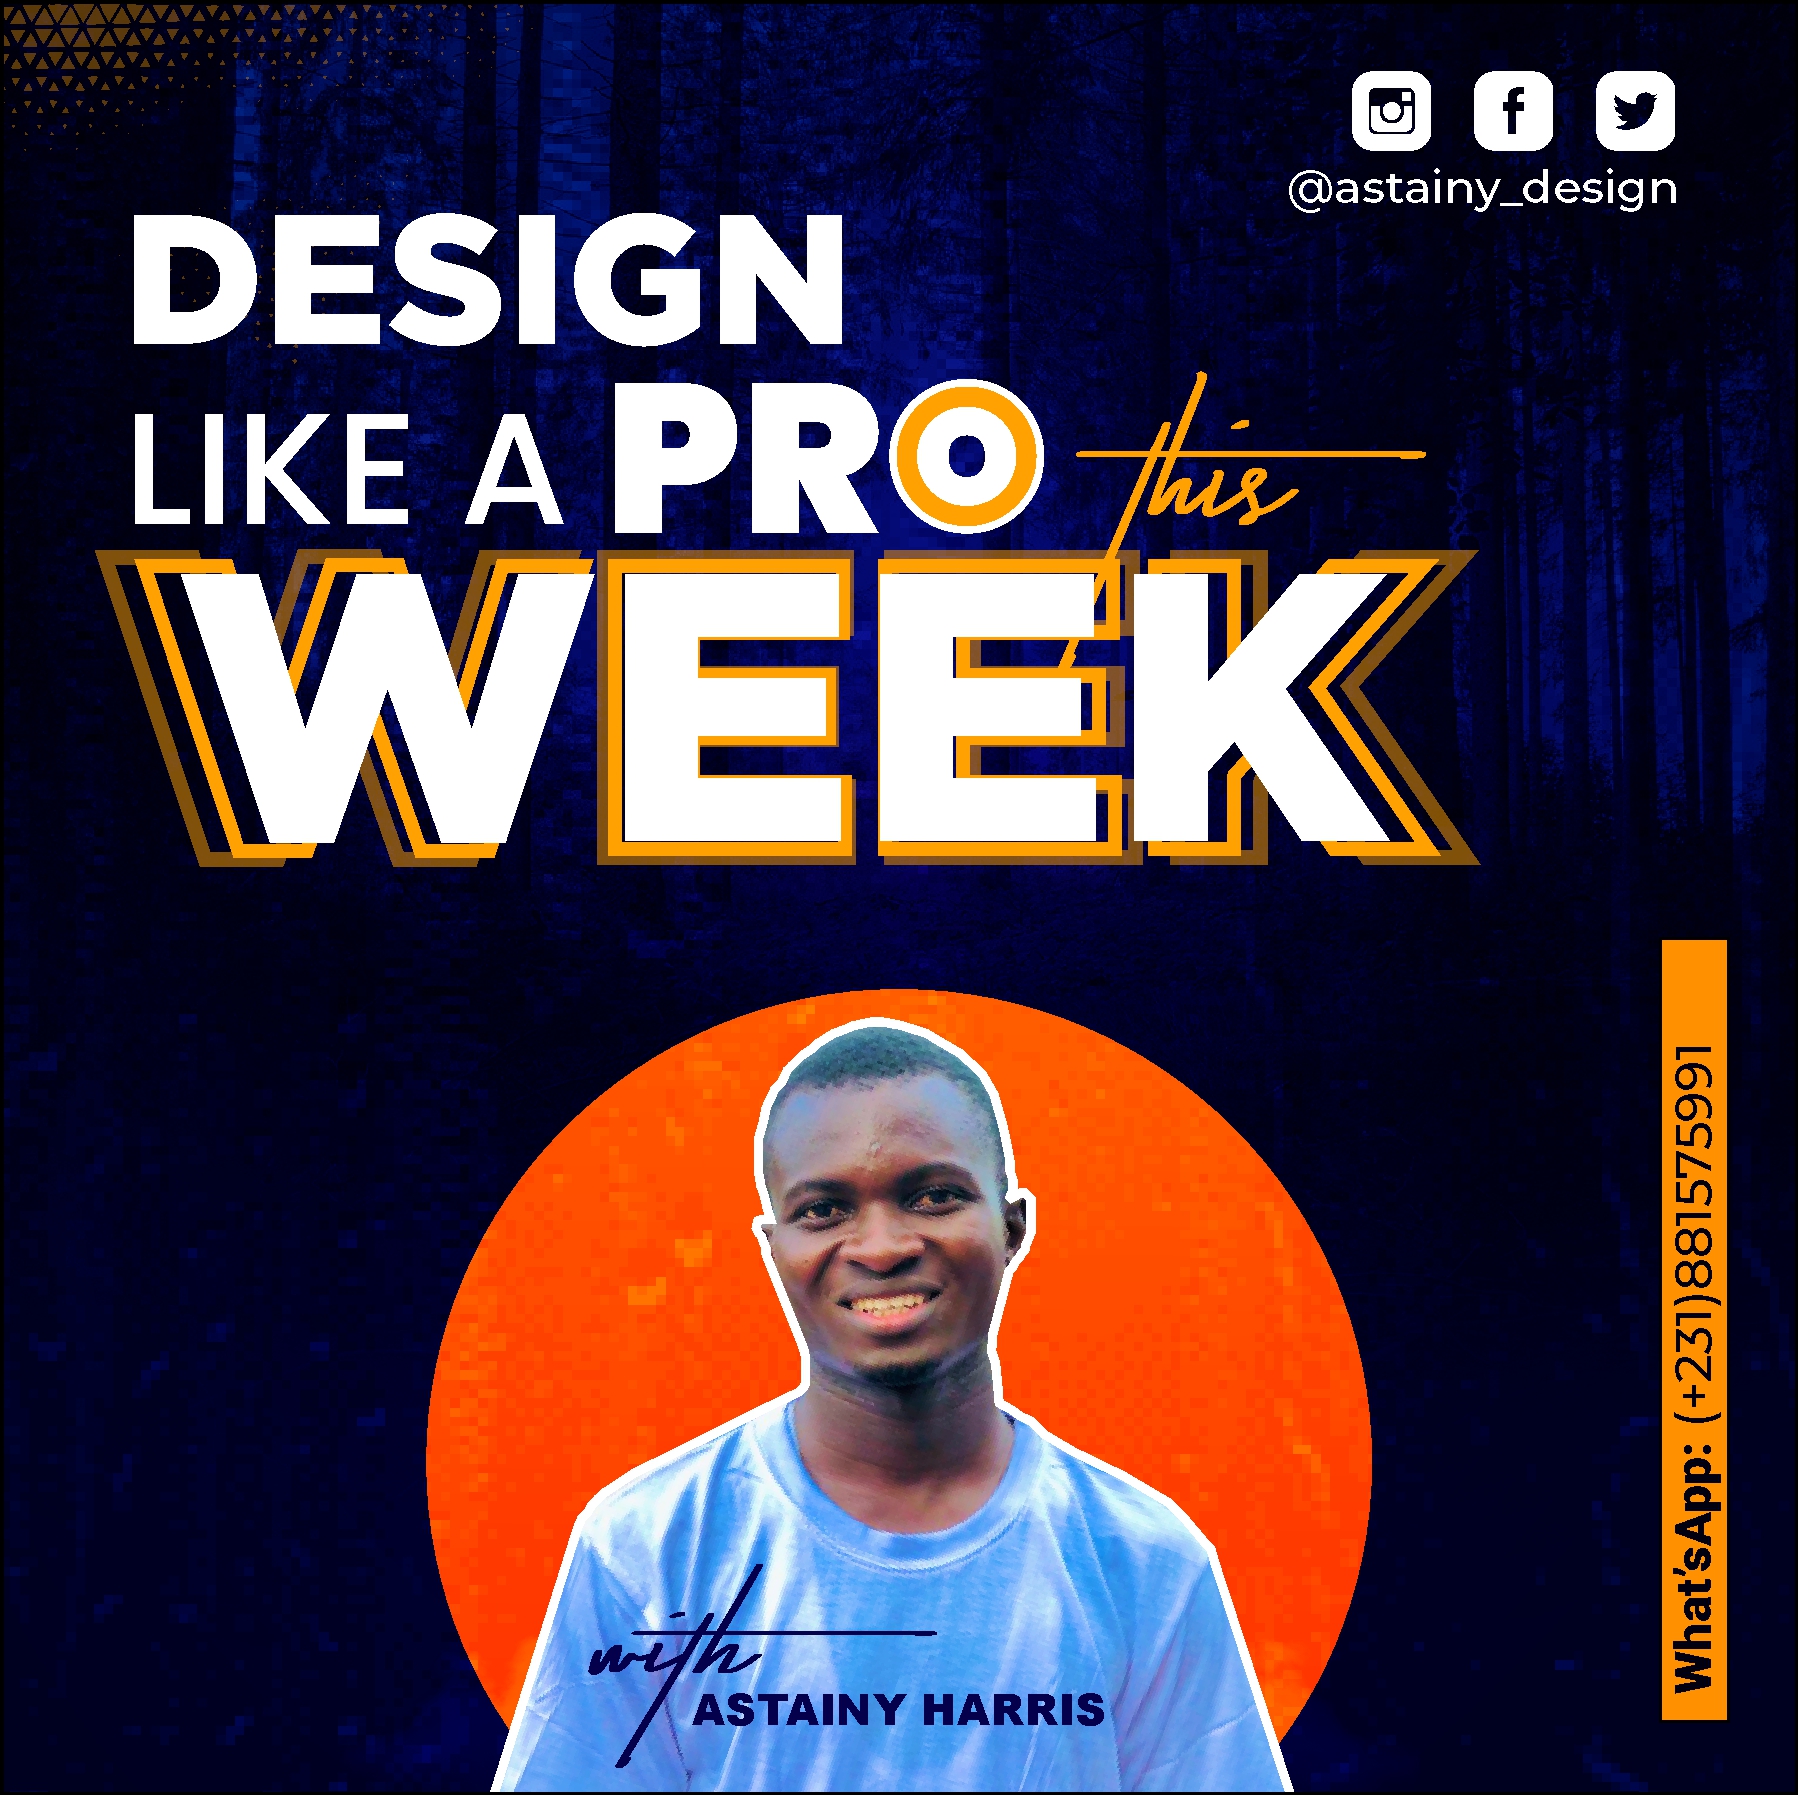 @astainy_design
DESIGN
LIKE A PRO this
WEEK
What'sApp: (+231)881575991
with
ASTAINY HARRIS